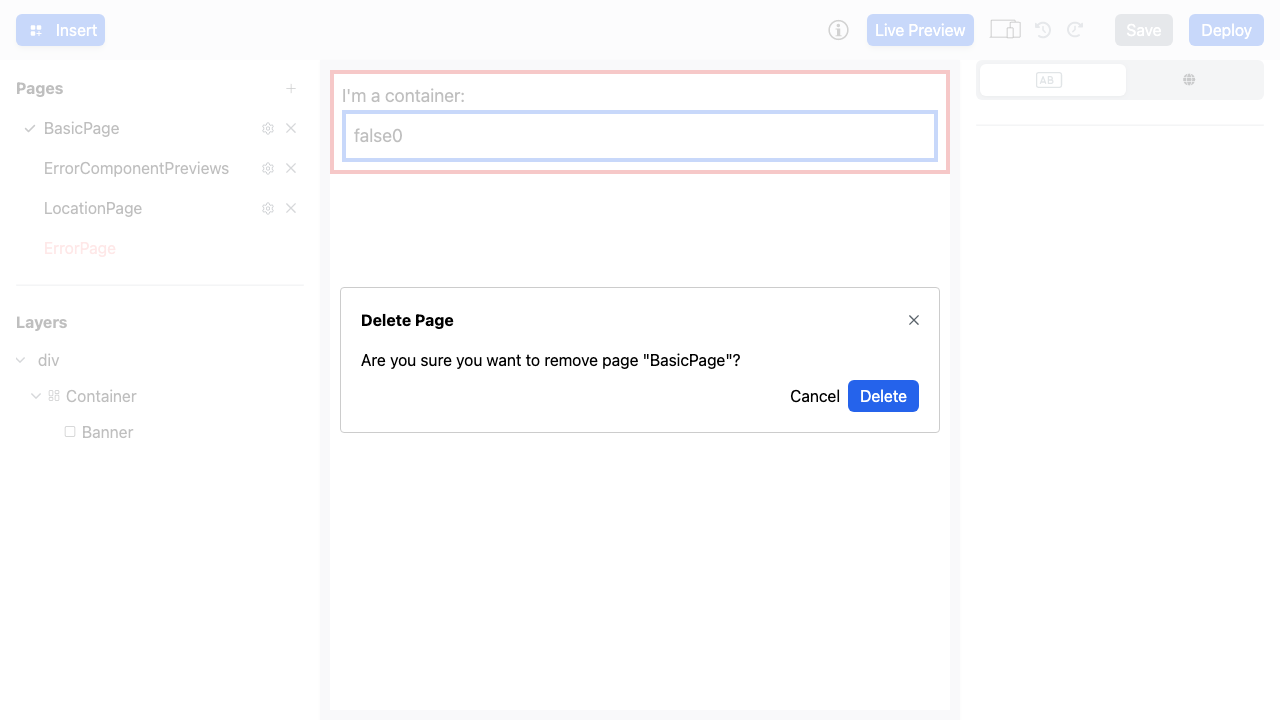 Insert
Live Preview
Save
Deploy
Pages
BasicPage
ErrorComponentPreviews
LocationPage
ErrorPage
Layers
div
Container
Banner
I'm a container:
false0
AB
Delete Page
Are you sure you want to remove page "BasicPage"?
Cancel
Delete